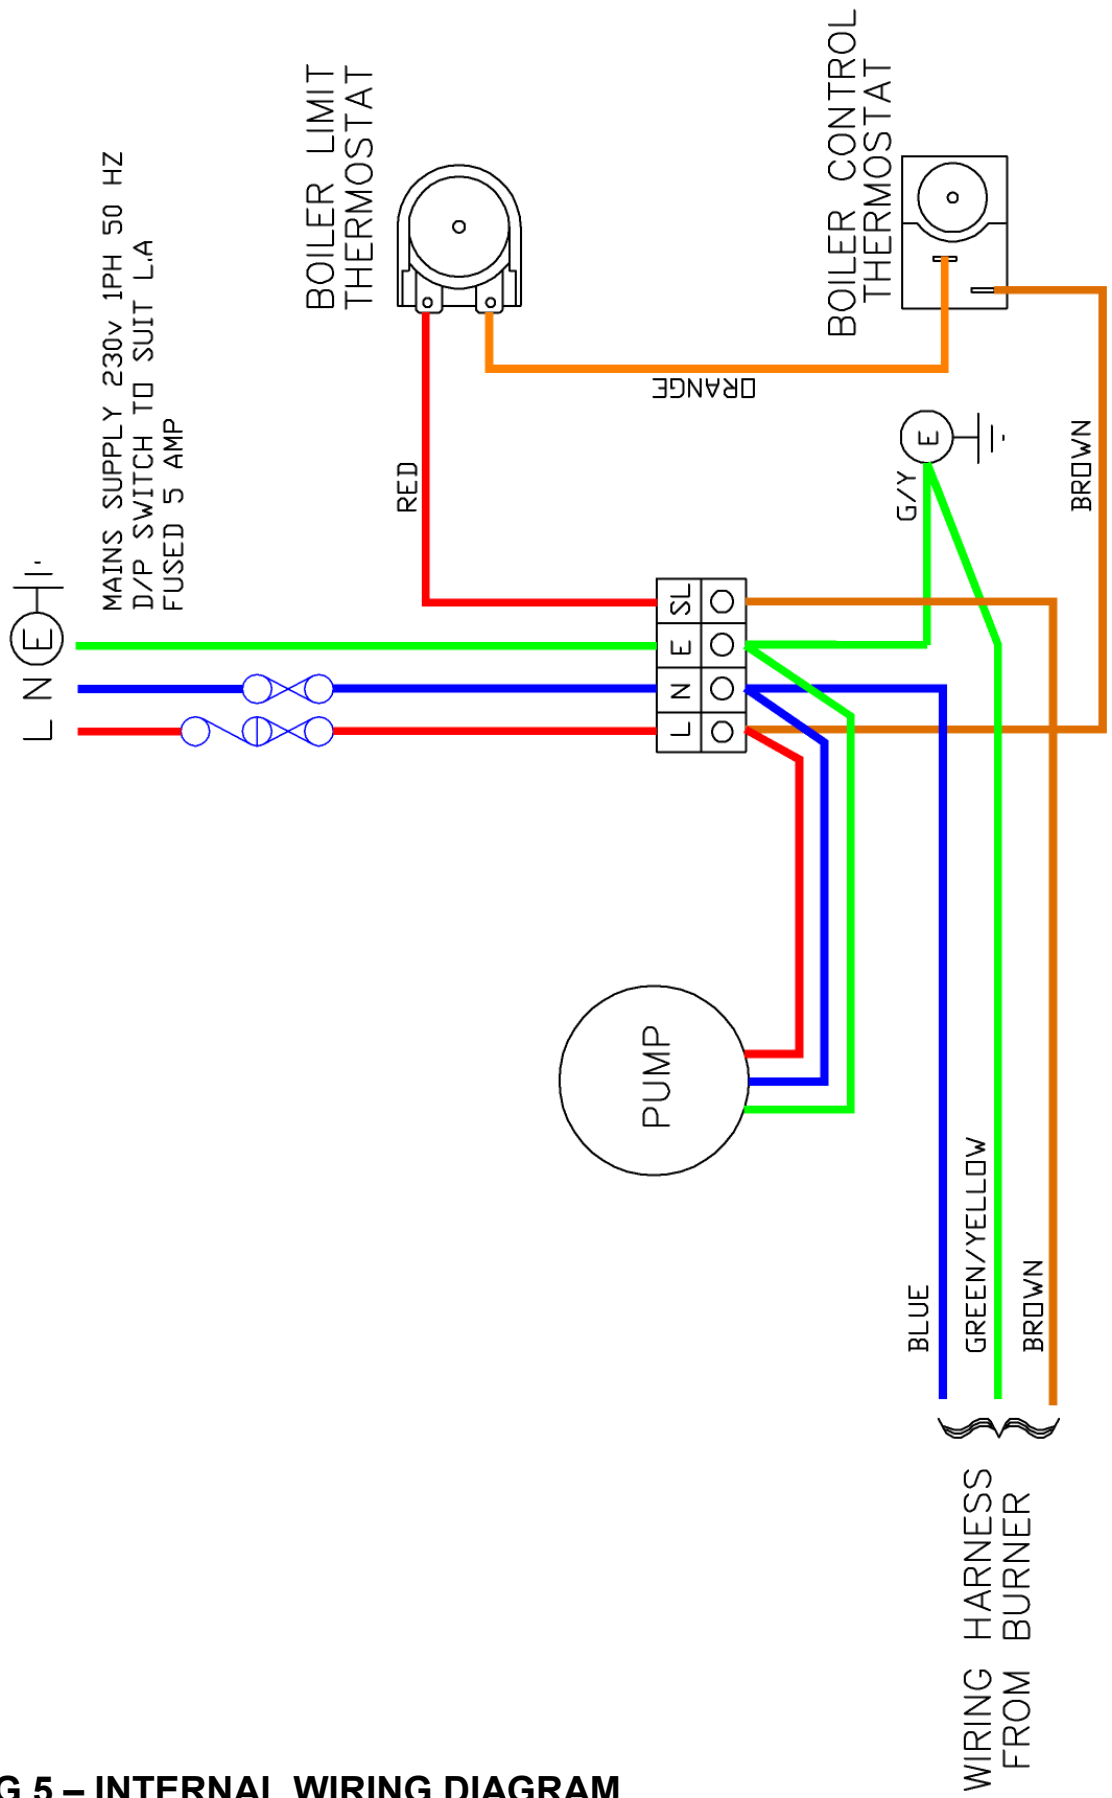 L N E
MAINS SUPPLY 230v 1PH 50 HZ
D/P SWITCH TO SUIT L.A
FUSED 5 AMP
BOILER LIMIT
THERMOSTAT
BOILER CONTROL
THERMOSTAT
RED
ORANGE
G/Y
E
BROWN
L N E SL
PUMP
BLUE
GREEN/YELLOW
BROWN
WIRING HARNESS
FROM BURNER
G 5 – INTERNAL WIRING DIAGRAM